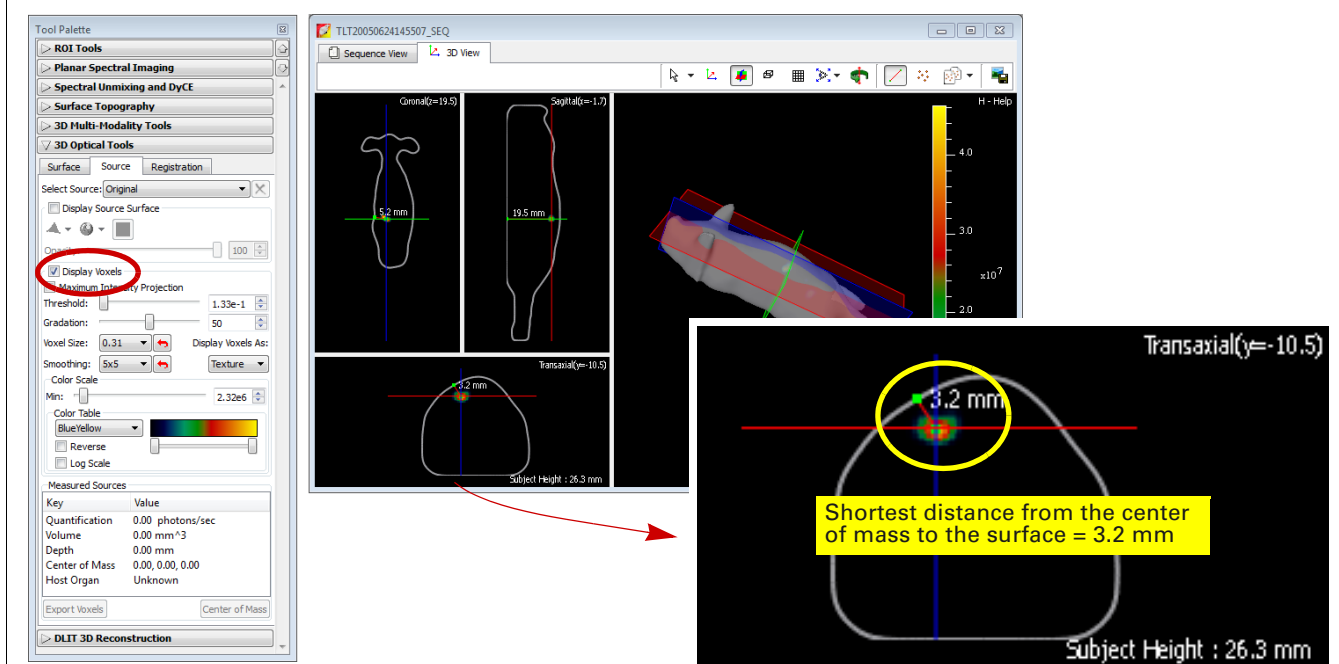 Tool Palette
ROI Tools
Planar Spectral Imaging
Spectral Unmixing and DyCE
Surface Topography
3D Multi-Modality Tools
3D Optical Tools
Surface Source Registration
Select Source: Original
Display Source Surface
Opacity 100
Display Voxels
Maximum Intensity Projection
Threshold: 1.33e-1
Gradation: 50
Voxel Size: 0.31 Display Voxels As:
Smoothing: 5x5 Texture
Color Scale
Min: 2.32e6
Color Table
BlueYellow
Reverse
Log Scale
Measured Sources
Key Value
Quantification 0.00 photons/sec
Volume 0.00 mm^3
Depth 0.00 mm
Center of Mass 0.00, 0.00, 0.00
Host Organ Unknown
Export Voxels Center of Mass
DLIT 3D Reconstruction
TLT20050624145507_SEQ
Sequence View 3D View
Coronal(z=19.5)
5.2 mm
Sagittal(x=-1.7)
19.5 mm
H - Help
4.0
3.0
x10^7
2.0
Transaxial(y=-10.5)
3.2 mm
Subject Height : 26.3 mm
Transaxial(y=-10.5)
3.2 mm
Shortest distance from the center
of mass to the surface = 3.2 mm
Subject Height : 26.3 mm